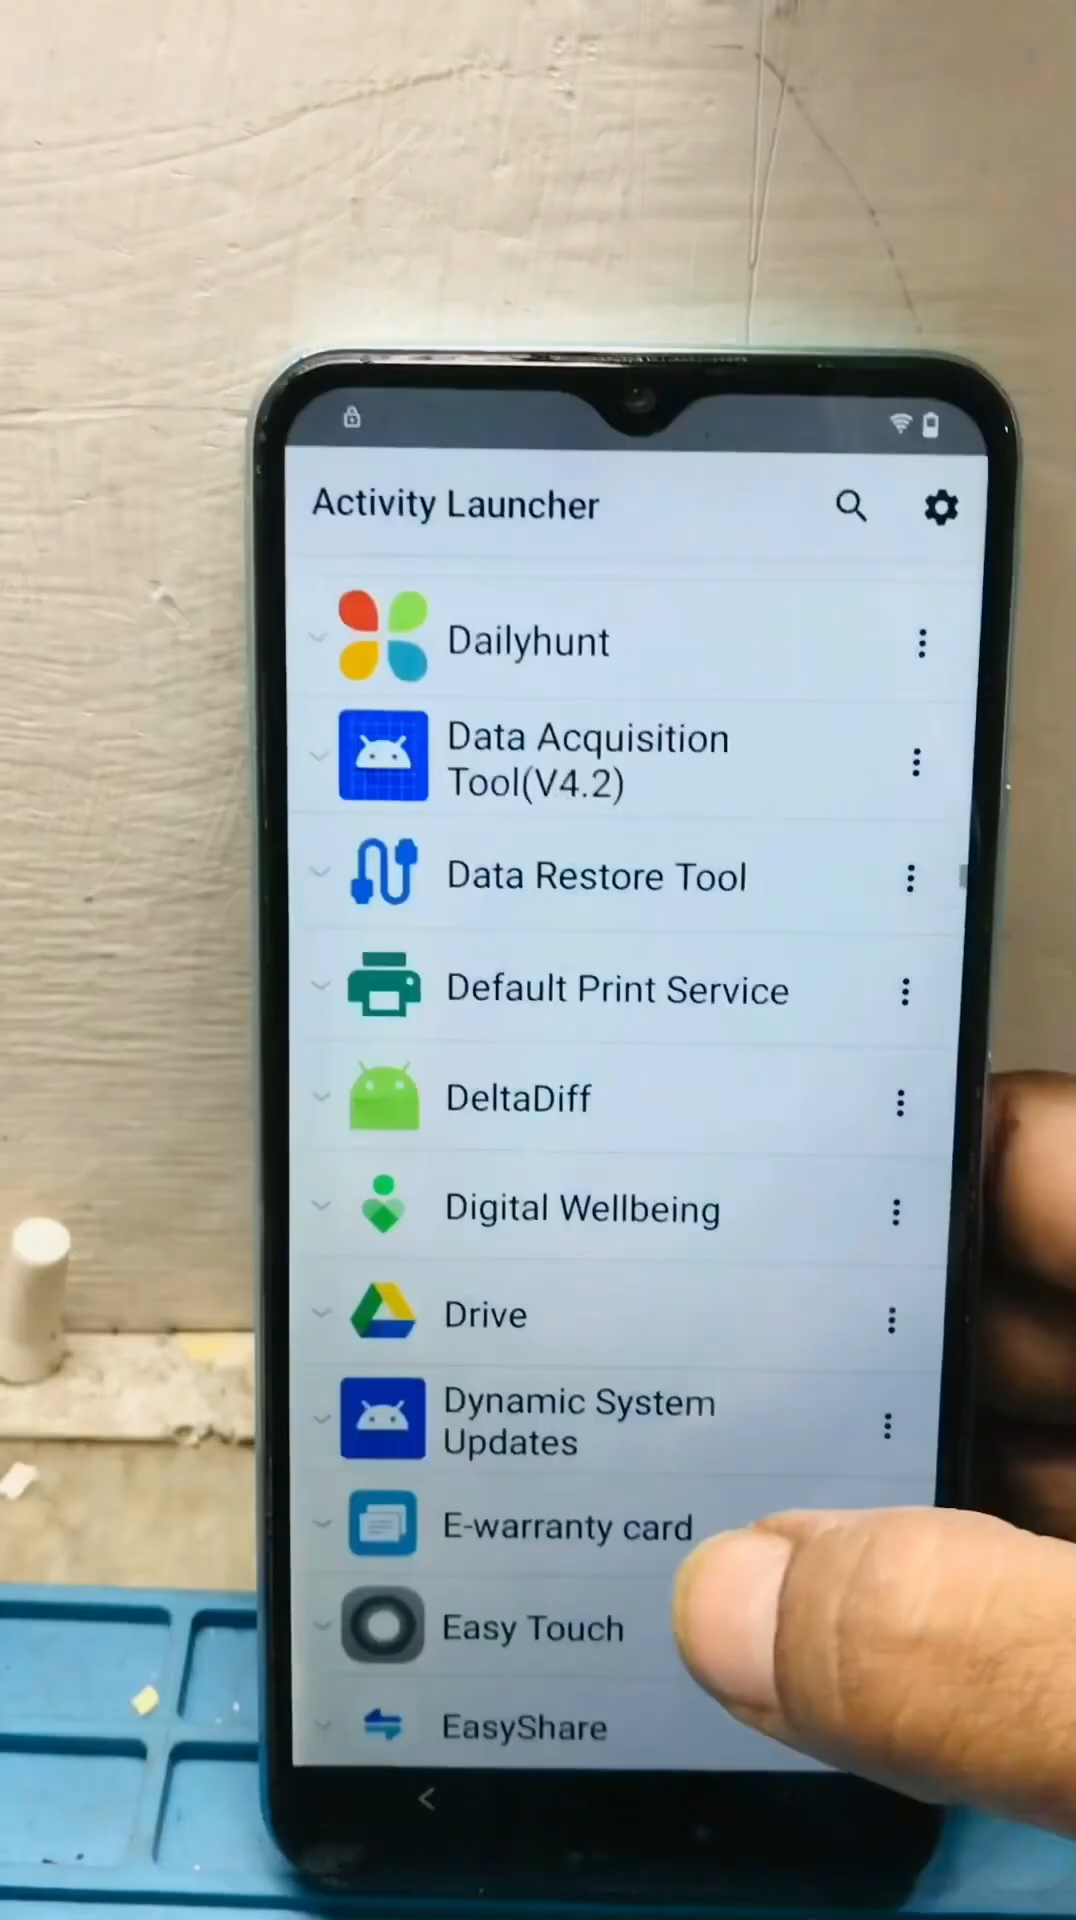 Activity Launcher
Dailyhunt
Data Acquisition
Tool(V4.2)
Data Restore Tool
Default Print Service
DeltaDiff
Digital Wellbeing
Drive
Dynamic System
Updates
E-warranty card
Easy Touch
EasyShare